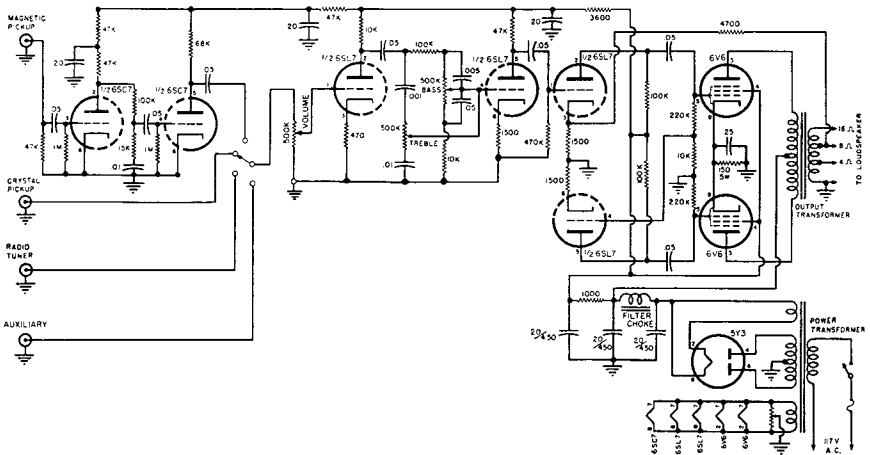 MAGNETIC
PICKUP
20
47K
47K
68K
20
47K
10K
20
47K
3600
4700
1/2 6SC7
1/2 6SC7
.05
.05
47K
1M
100K
.05
15K
.01
1M
.05
500K
VOLUME
1/2 6SL7
470
.05
100K
.001
500K
TREBLE
.01
500K
BASS
.005
.05
10K
1/2 6SL7
1500
.05
470K
1/2 6SL7
1500
1500
1/2 6SL7
100K
100K
.05
.05
220K
10K
220K
6V6
6V6
25
150
5W
16 Ω
8 Ω
4 Ω
TO LOUDSPEAKER
OUTPUT
TRANSFORMER
CRYSTAL
PICKUP
RADIO
TUNER
AUXILIARY
1000
FILTER
CHOKE
20/450
20/450
20/450
5Y3
POWER
TRANSFORMER
117V
A.C.
6SC7
6SL7
6SL7
6V6
6V6